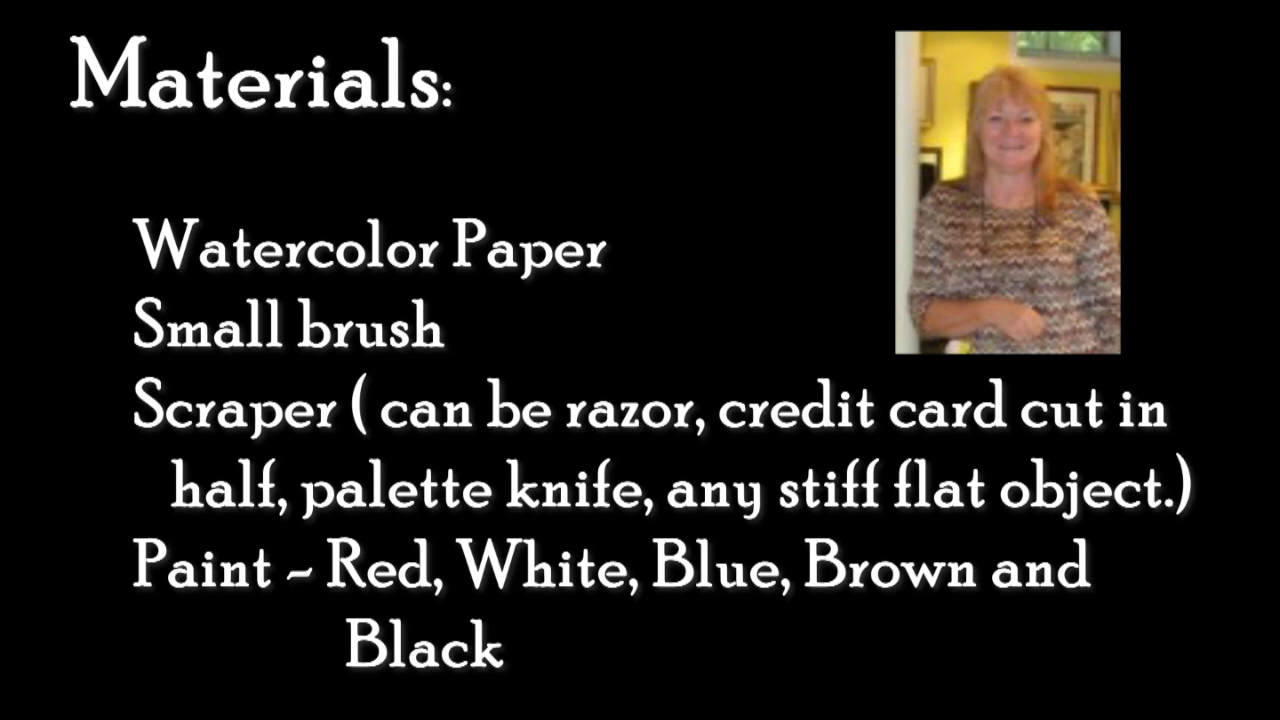 Materials:
Watercolor Paper
Small brush
Scraper ( can be razor, credit card cut in
half, palette knife, any stiff flat object.)
Paint - Red, White, Blue, Brown and
Black